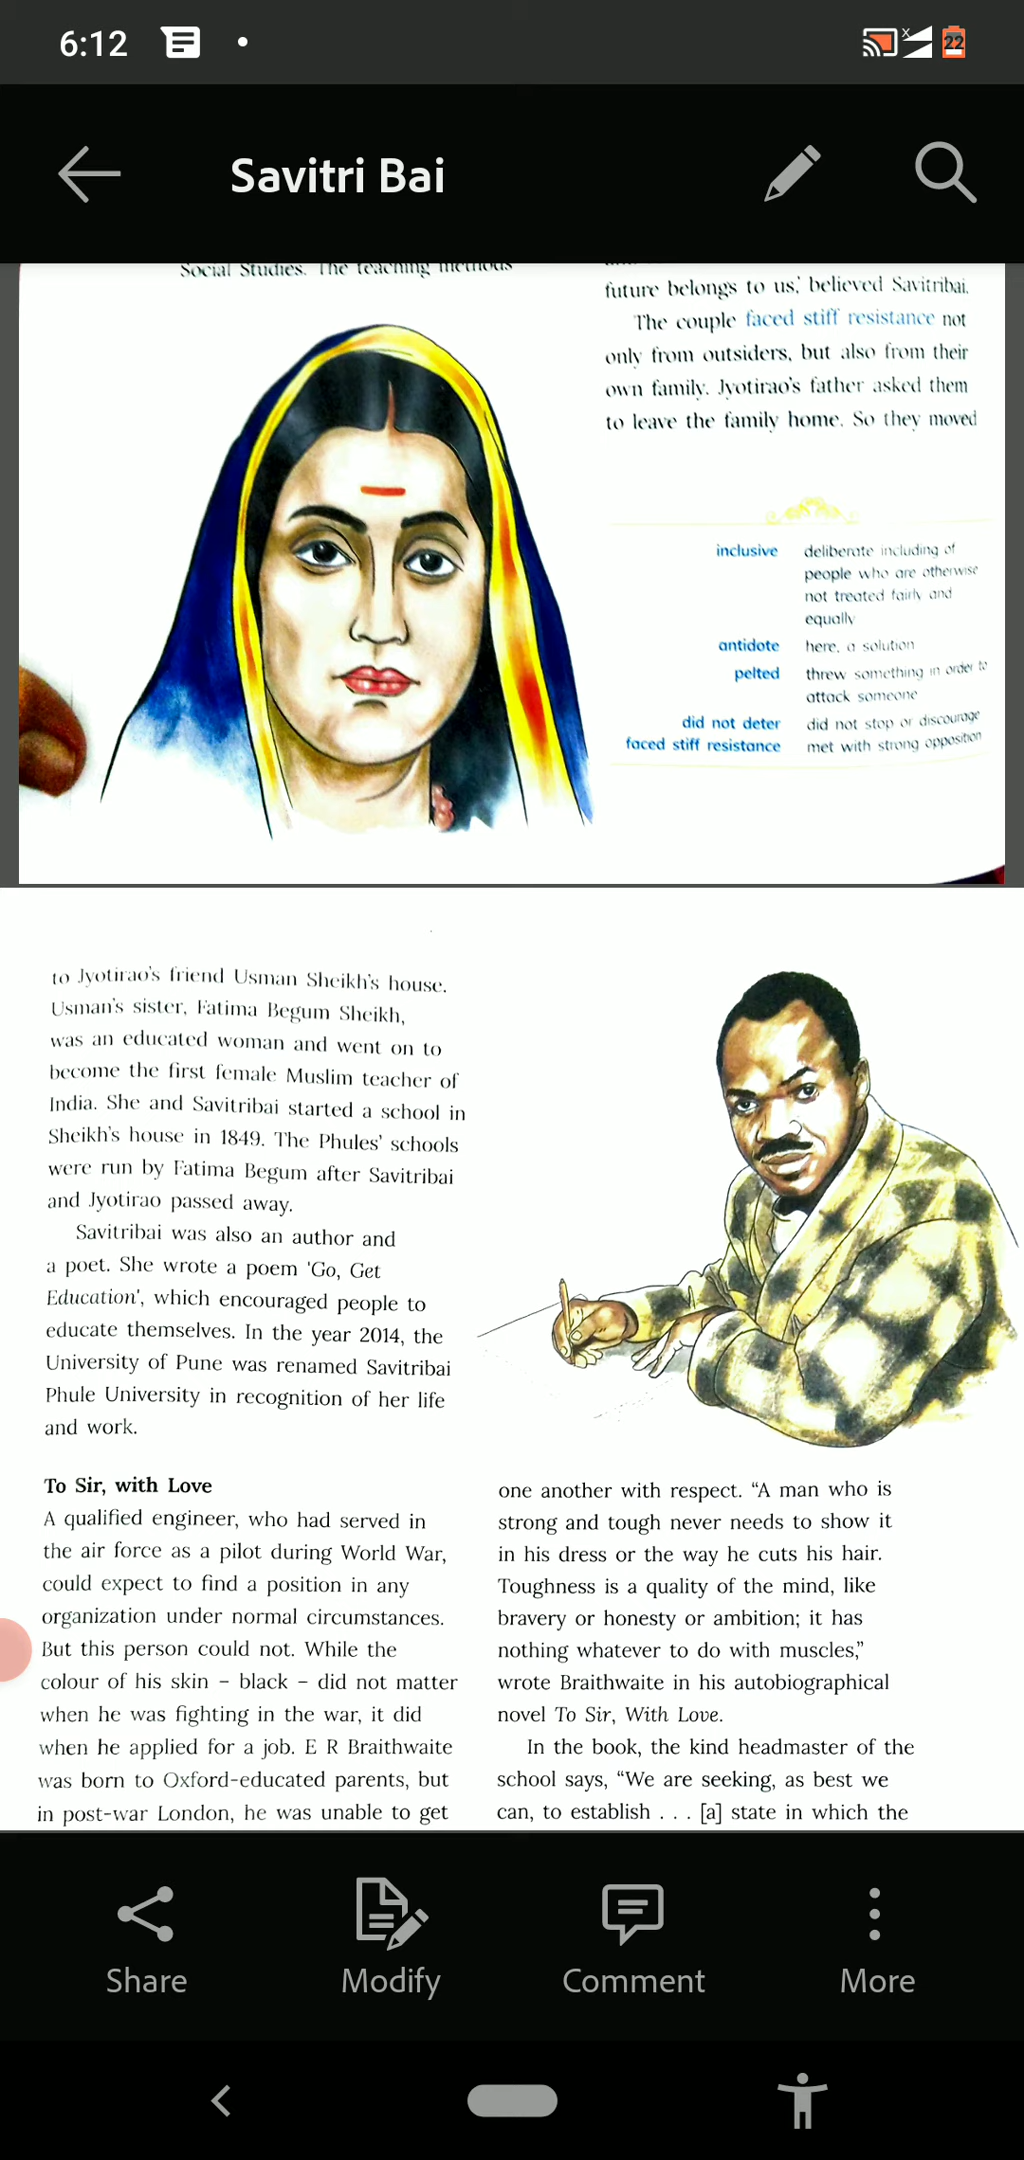 6:12
22
Savitri Bai
Social Studies. The teaching methods
future belongs to us,' believed Savitribai.
The couple faced stiff resistance not
only from outsiders, but also from their
own family. Jyotirao's father asked them
to leave the family home. So they moved
inclusive deliberate including of
people who are otherwise
not treated fairly and
equally
antidote here, a solution
pelted threw something in order to
attack someone
did not deter did not stop or discourage
faced stiff resistance met with strong opposition
to Jyotirao's friend Usman Sheikh's house.
Usman's sister, Fatima Begum Sheikh,
was an educated woman and went on to
become the first female Muslim teacher of
India. She and Savitribai started a school in
Sheikh's house in 1849. The Phules' schools
were run by Fatima Begum after Savitribai
and Jyotirao passed away.
Savitribai was also an author and
a poet. She wrote a poem 'Go, Get
Education', which encouraged people to
educate themselves. In the year 2014, the
University of Pune was renamed Savitribai
Phule University in recognition of her life
and work.
To Sir, with Love
A qualified engineer, who had served in
the air force as a pilot during World War,
could expect to find a position in any
organization under normal circumstances.
But this person could not. While the
colour of his skin – black – did not matter
when he was fighting in the war, it did
when he applied for a job. E R Braithwaite
was born to Oxford-educated parents, but
in post-war London, he was unable to get
one another with respect. “A man who is
strong and tough never needs to show it
in his dress or the way he cuts his hair.
Toughness is a quality of the mind, like
bravery or honesty or ambition; it has
nothing whatever to do with muscles,”
wrote Braithwaite in his autobiographical
novel To Sir, With Love.
In the book, the kind headmaster of the
school says, “We are seeking, as best we
can, to establish . . . [a] state in which the
Share
Modify
Comment
More